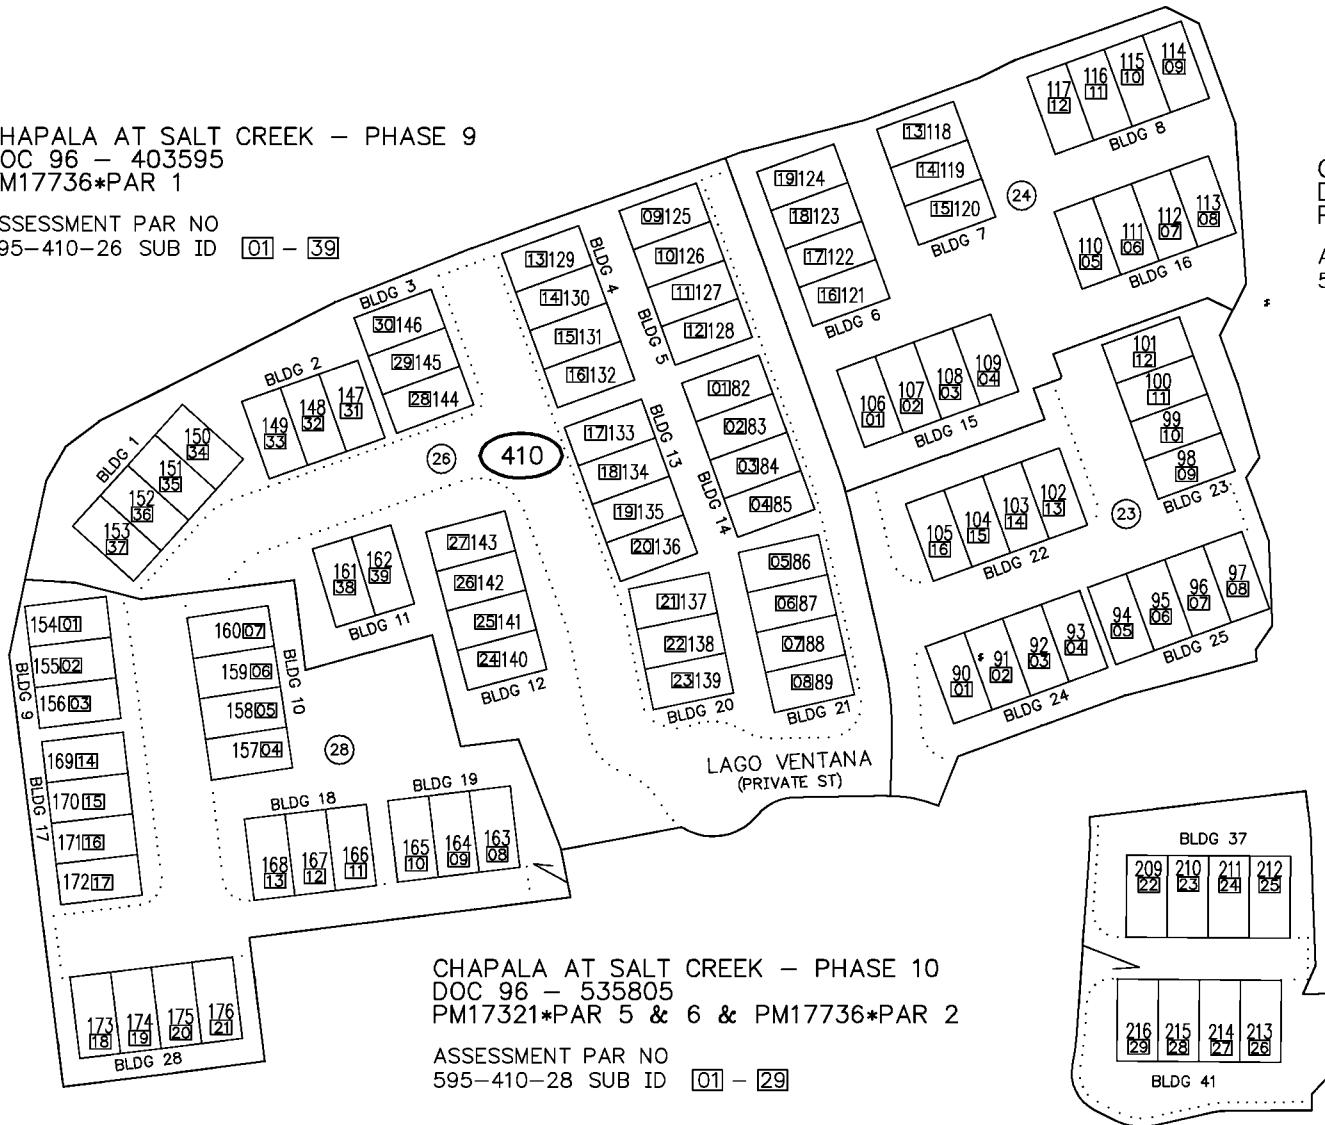 HAPALA AT SALT CREEK – PHASE 9
OC 96 – 403595
M17736*PAR 1
SSESSMENT PAR NO
95–410–26 SUB ID 01 – 39
BLDG 8
117 12
116 11
115 10
114 09
BLDG 7
13 118
14 119
15 120
24
BLDG 16
110 05
111 06
112 07
113 08
BLDG 6
19 124
18 123
17 122
16 121
BLDG 5
09 125
10 126
11 127
12 128
BLDG 4
13 129
14 130
15 131
16 132
BLDG 3
30 146
29 145
28 144
BLDG 2
149 33
148 32
147 31
BLDG 1
150 34
151 35
152 36
153 37
26
410
BLDG 13
17 133
18 134
19 135
20 136
BLDG 14
01 82
02 83
03 84
04 85
BLDG 15
106 01
107 02
108 03
109 04
BLDG 23
101 12
100 11
99 10
98 09
23
BLDG 22
105 16
104 15
103 14
102 13
BLDG 25
94 05
95 06
96 07
97 08
BLDG 24
90 01
91 02
92 03
93 04
BLDG 21
05 86
06 87
07 88
08 89
BLDG 20
21 137
22 138
23 139
BLDG 12
27 143
26 142
25 141
24 140
BLDG 11
161 38
162 39
BLDG 10
160 07
159 06
158 05
157 04
BLDG 9
154 01
155 02
156 03
BLDG 17
169 14
170 15
171 16
172 17
28
LAGO VENTANA
(PRIVATE ST)
BLDG 18
168 13
167 12
166 11
BLDG 19
165 10
164 09
163 08
BLDG 28
173 18
174 19
175 20
176 21
BLDG 37
209 22
210 23
211 24
212 25
BLDG 41
216 29
215 28
214 27
213 26
CHAPALA AT SALT CREEK – PHASE 10
DOC 96 – 535805
PM17321*PAR 5 & 6 & PM17736*PAR 2
ASSESSMENT PAR NO
595–410–28 SUB ID 01 – 29